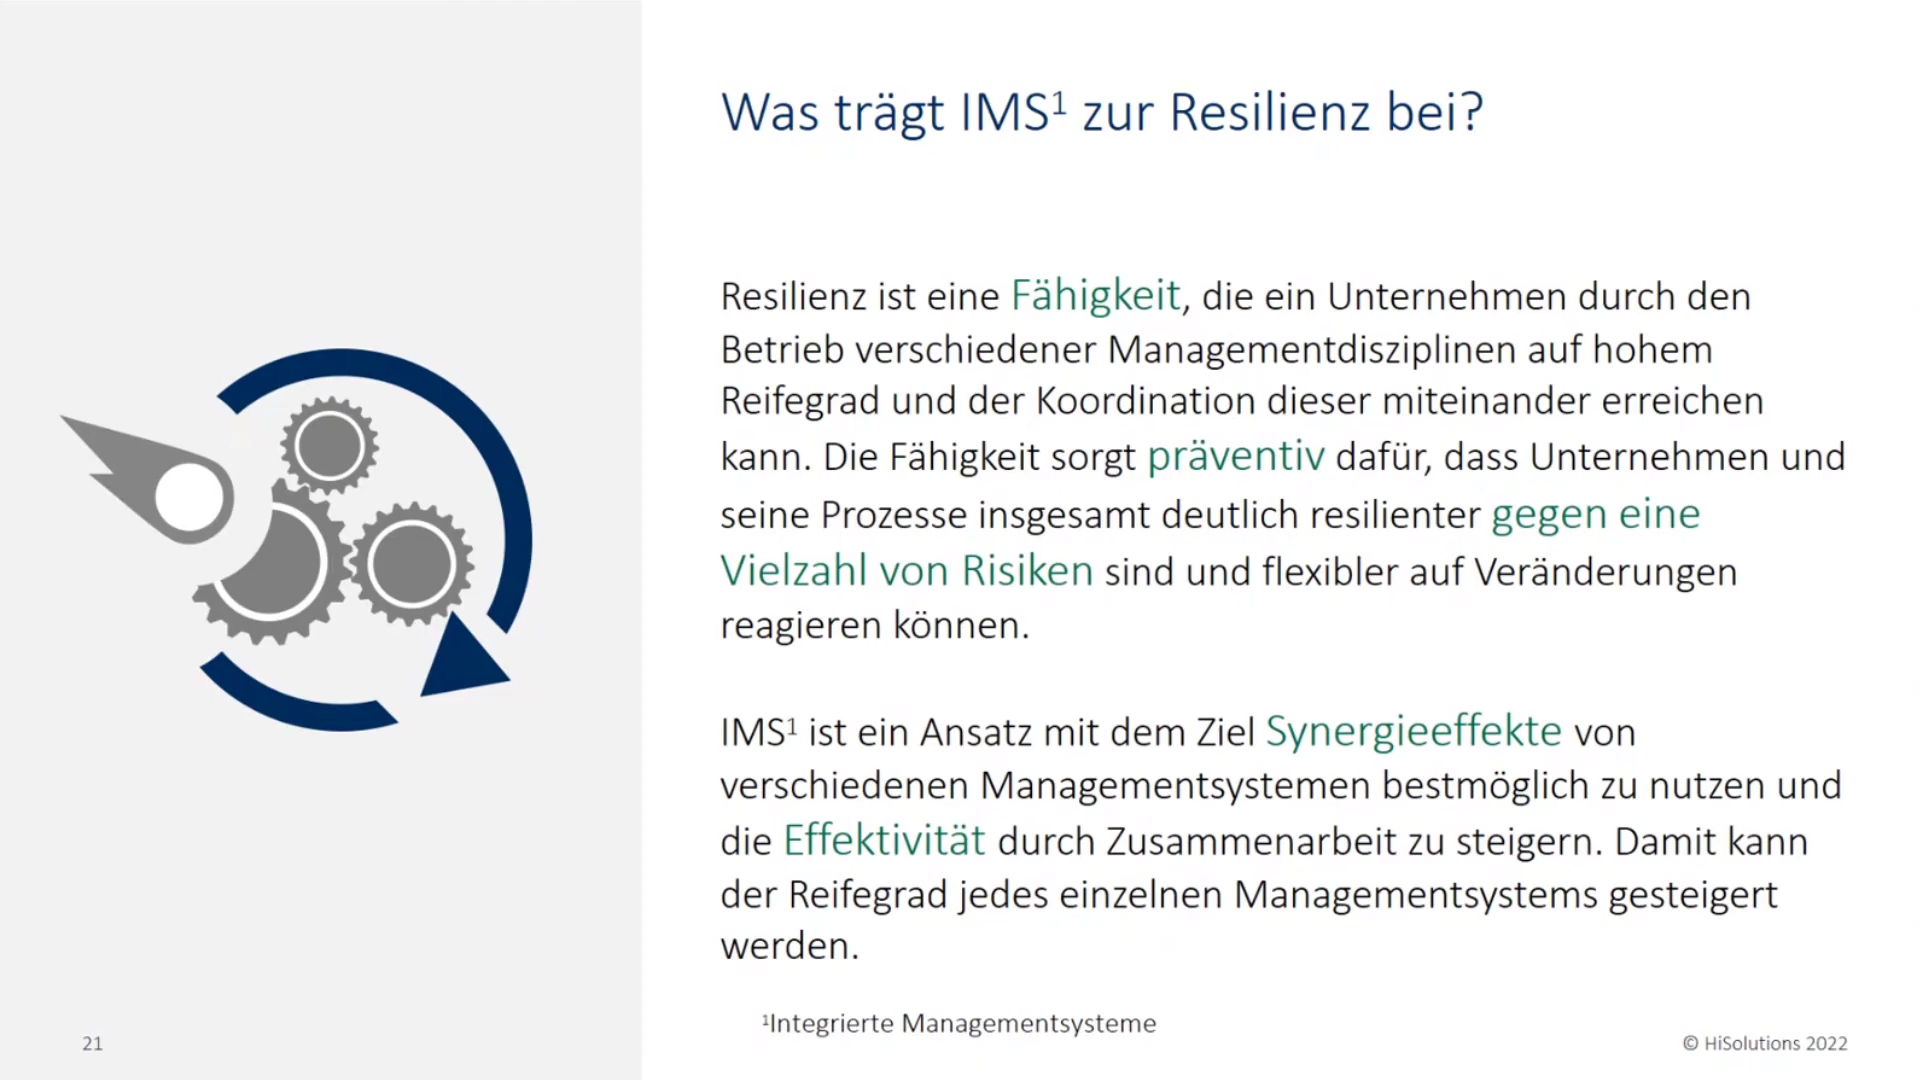 Was trägt IMS¹ zur Resilienz bei?
Resilienz ist eine Fähigkeit, die ein Unternehmen durch den
Betrieb verschiedener Managementdisziplinen auf hohem
Reifegrad und der Koordination dieser miteinander erreichen
kann. Die Fähigkeit sorgt präventiv dafür, dass Unternehmen und
seine Prozesse insgesamt deutlich resilienter gegen eine
Vielzahl von Risiken sind und flexibler auf Veränderungen
reagieren können.
IMS¹ ist ein Ansatz mit dem Ziel Synergieeffekte von
verschiedenen Managementsystemen bestmöglich zu nutzen und
die Effektivität durch Zusammenarbeit zu steigern. Damit kann
der Reifegrad jedes einzelnen Managementsystems gesteigert
werden.
¹Integrierte Managementsysteme
21
© HiSolutions 2022